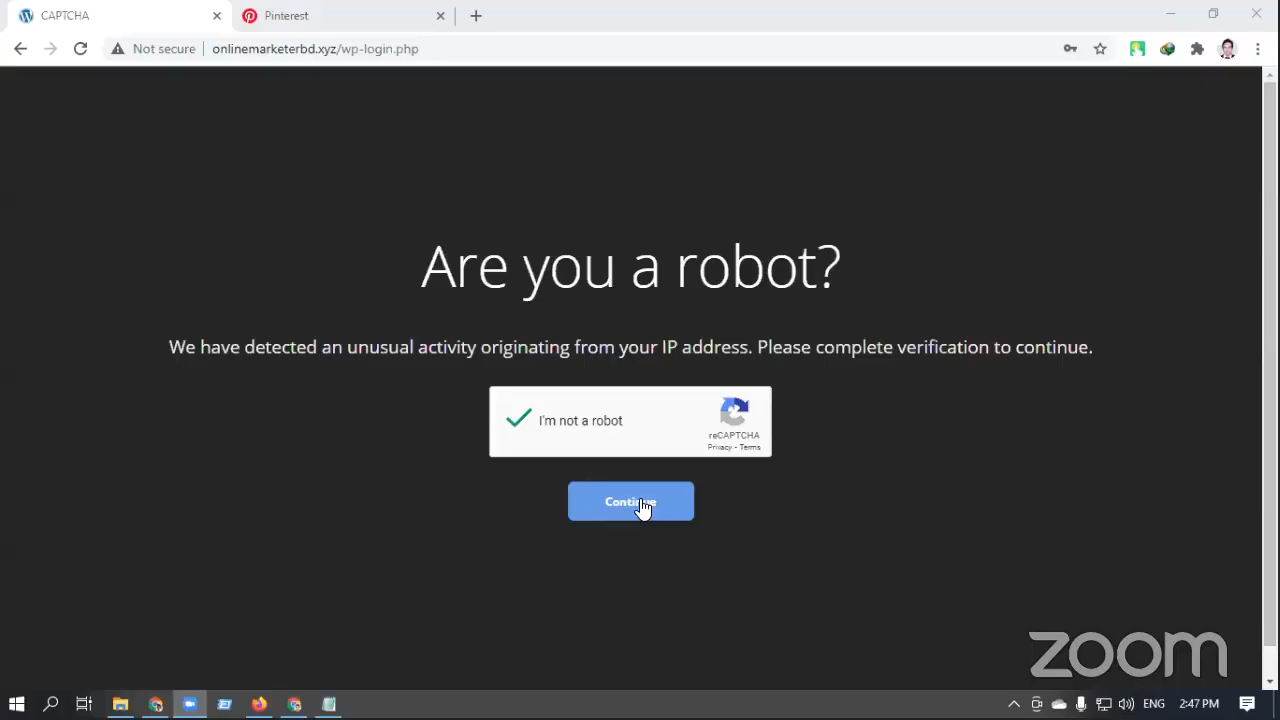 CAPTCHA
Pinterest
Not secure
onlinemarketerbd.xyz/wp-login.php
Are you a robot?
We have detected an unusual activity originating from your IP address. Please complete verification to continue.
I'm not a robot
reCAPTCHA
Privacy - Terms
Continue
zoom
ENG
2:47 PM